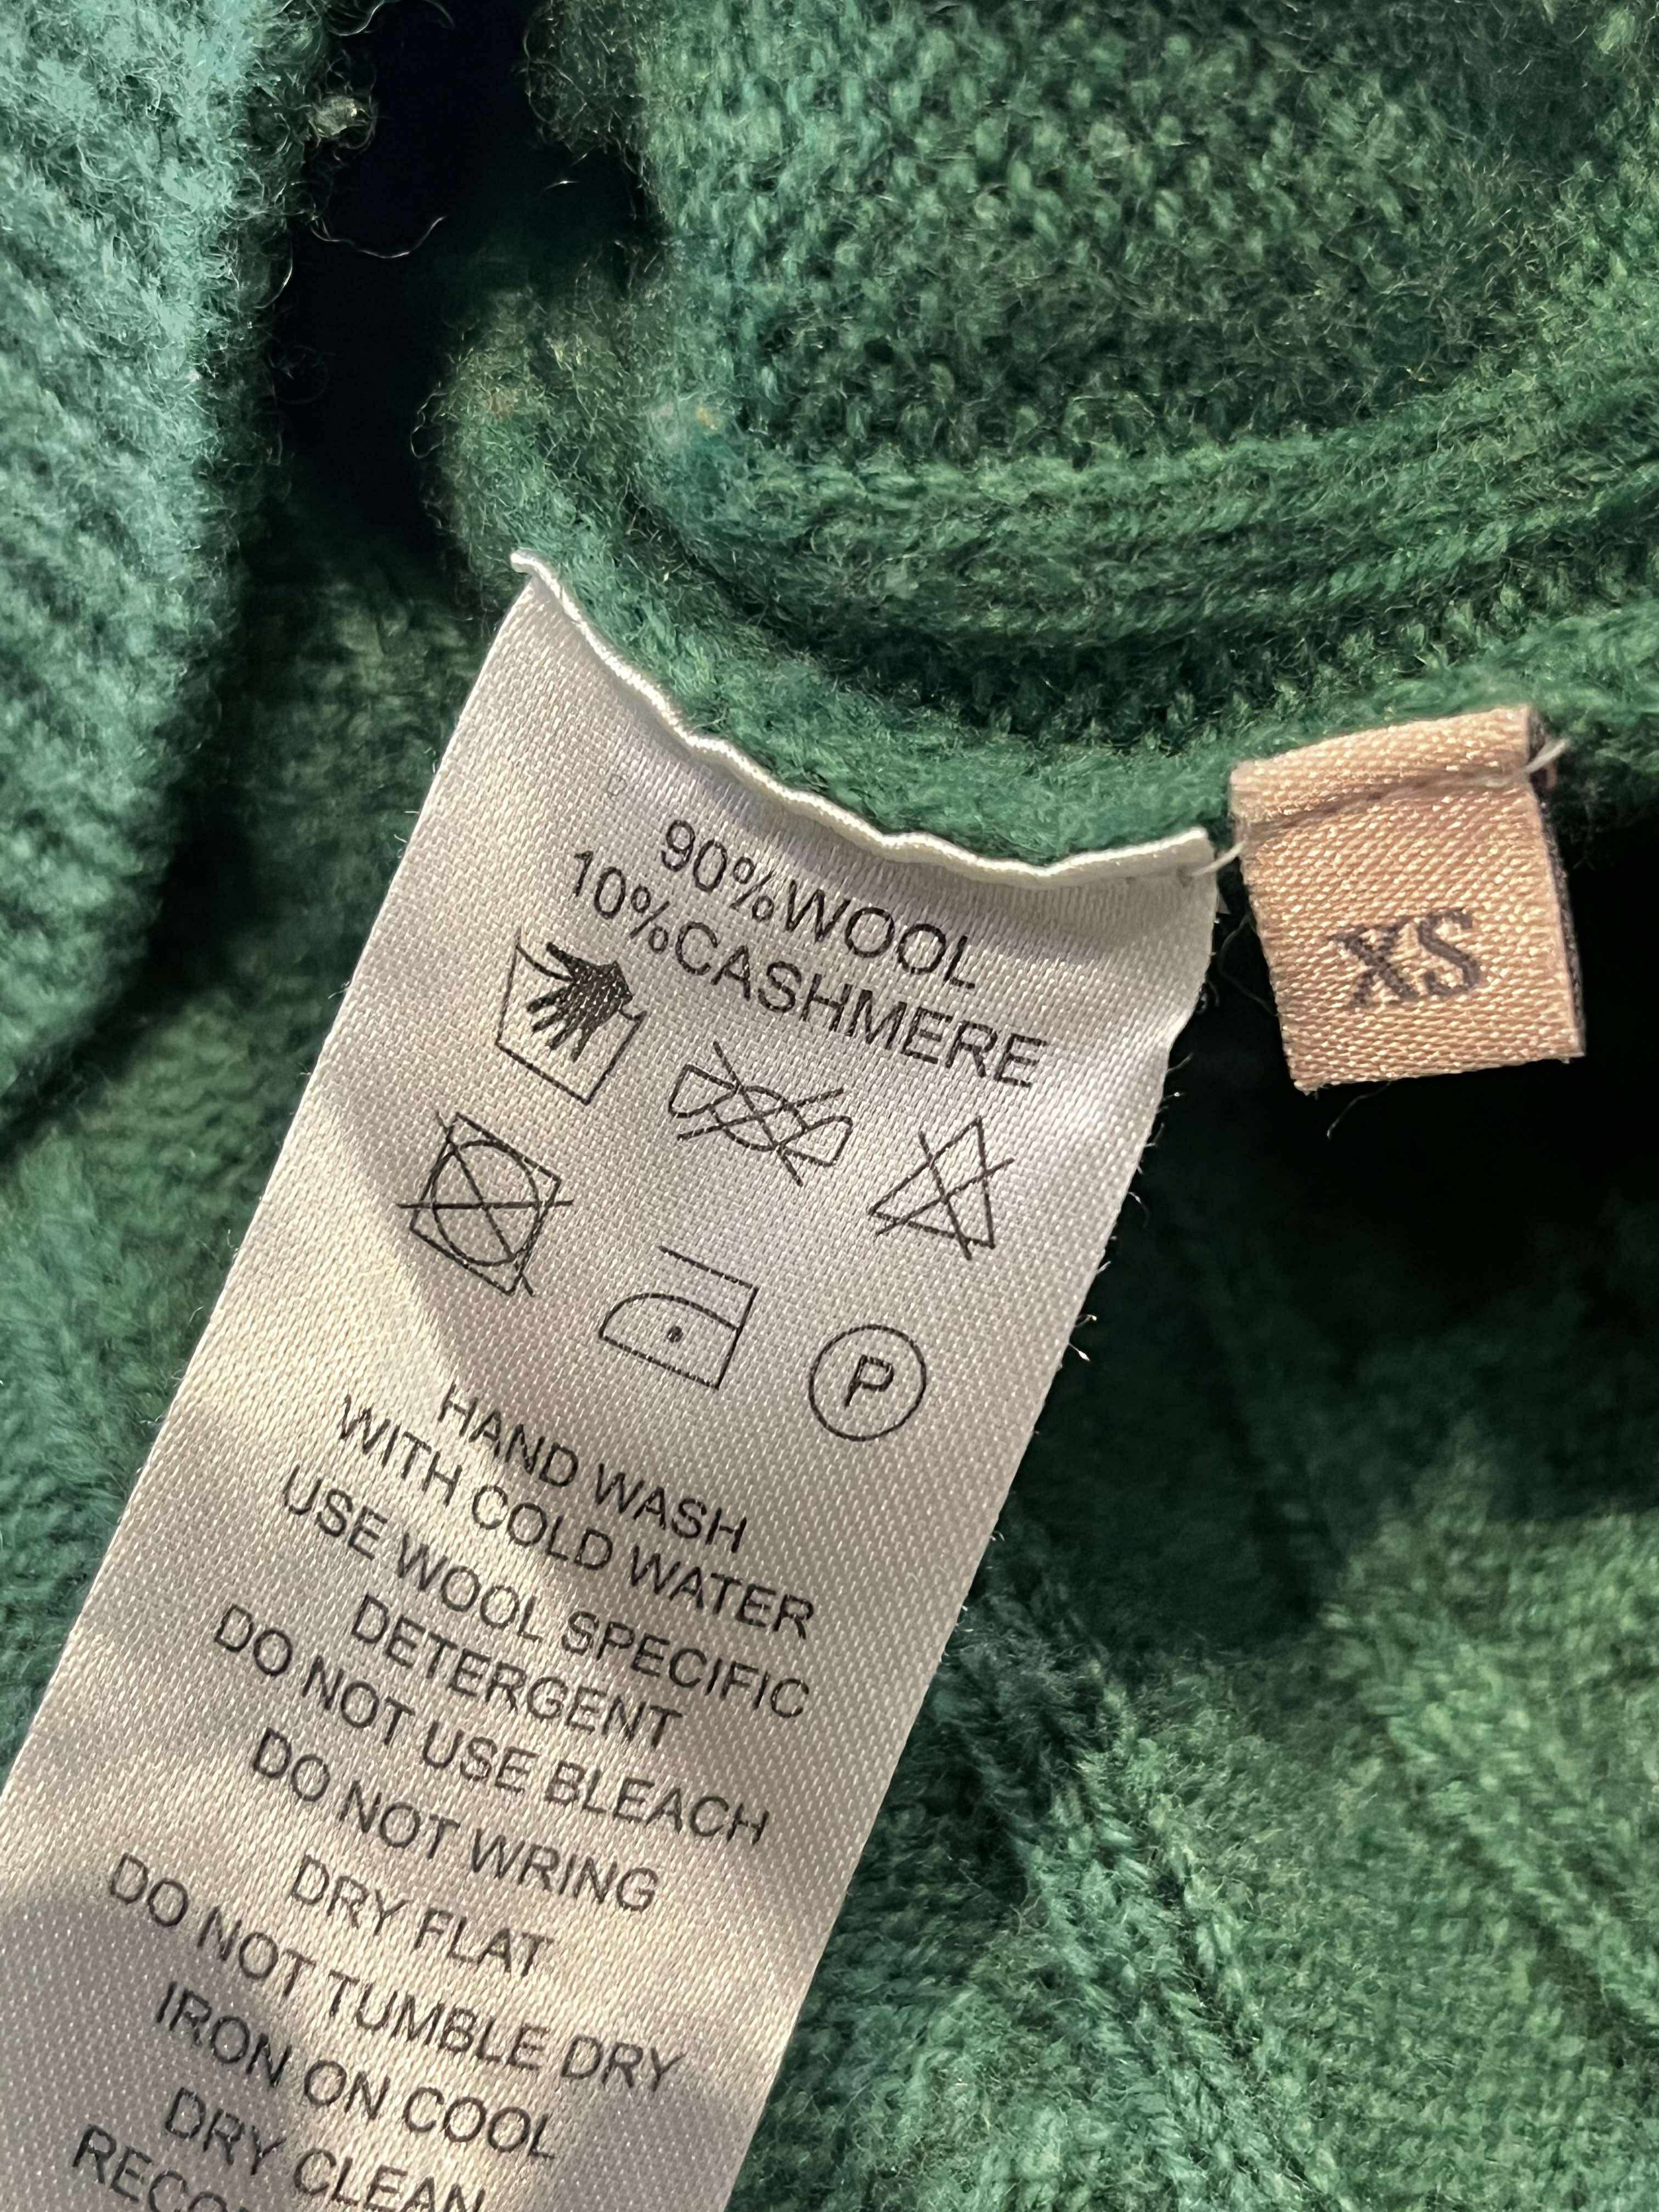 90%WOOL
10%CASHMERE
P
HAND WASH
WITH COLD WATER
USE WOOL SPECIFIC
DETERGENT
DO NOT USE BLEACH
DO NOT WRING
DRY FLAT
DO NOT TUMBLE DRY
IRON ON COOL
DRY CLEAN
XS